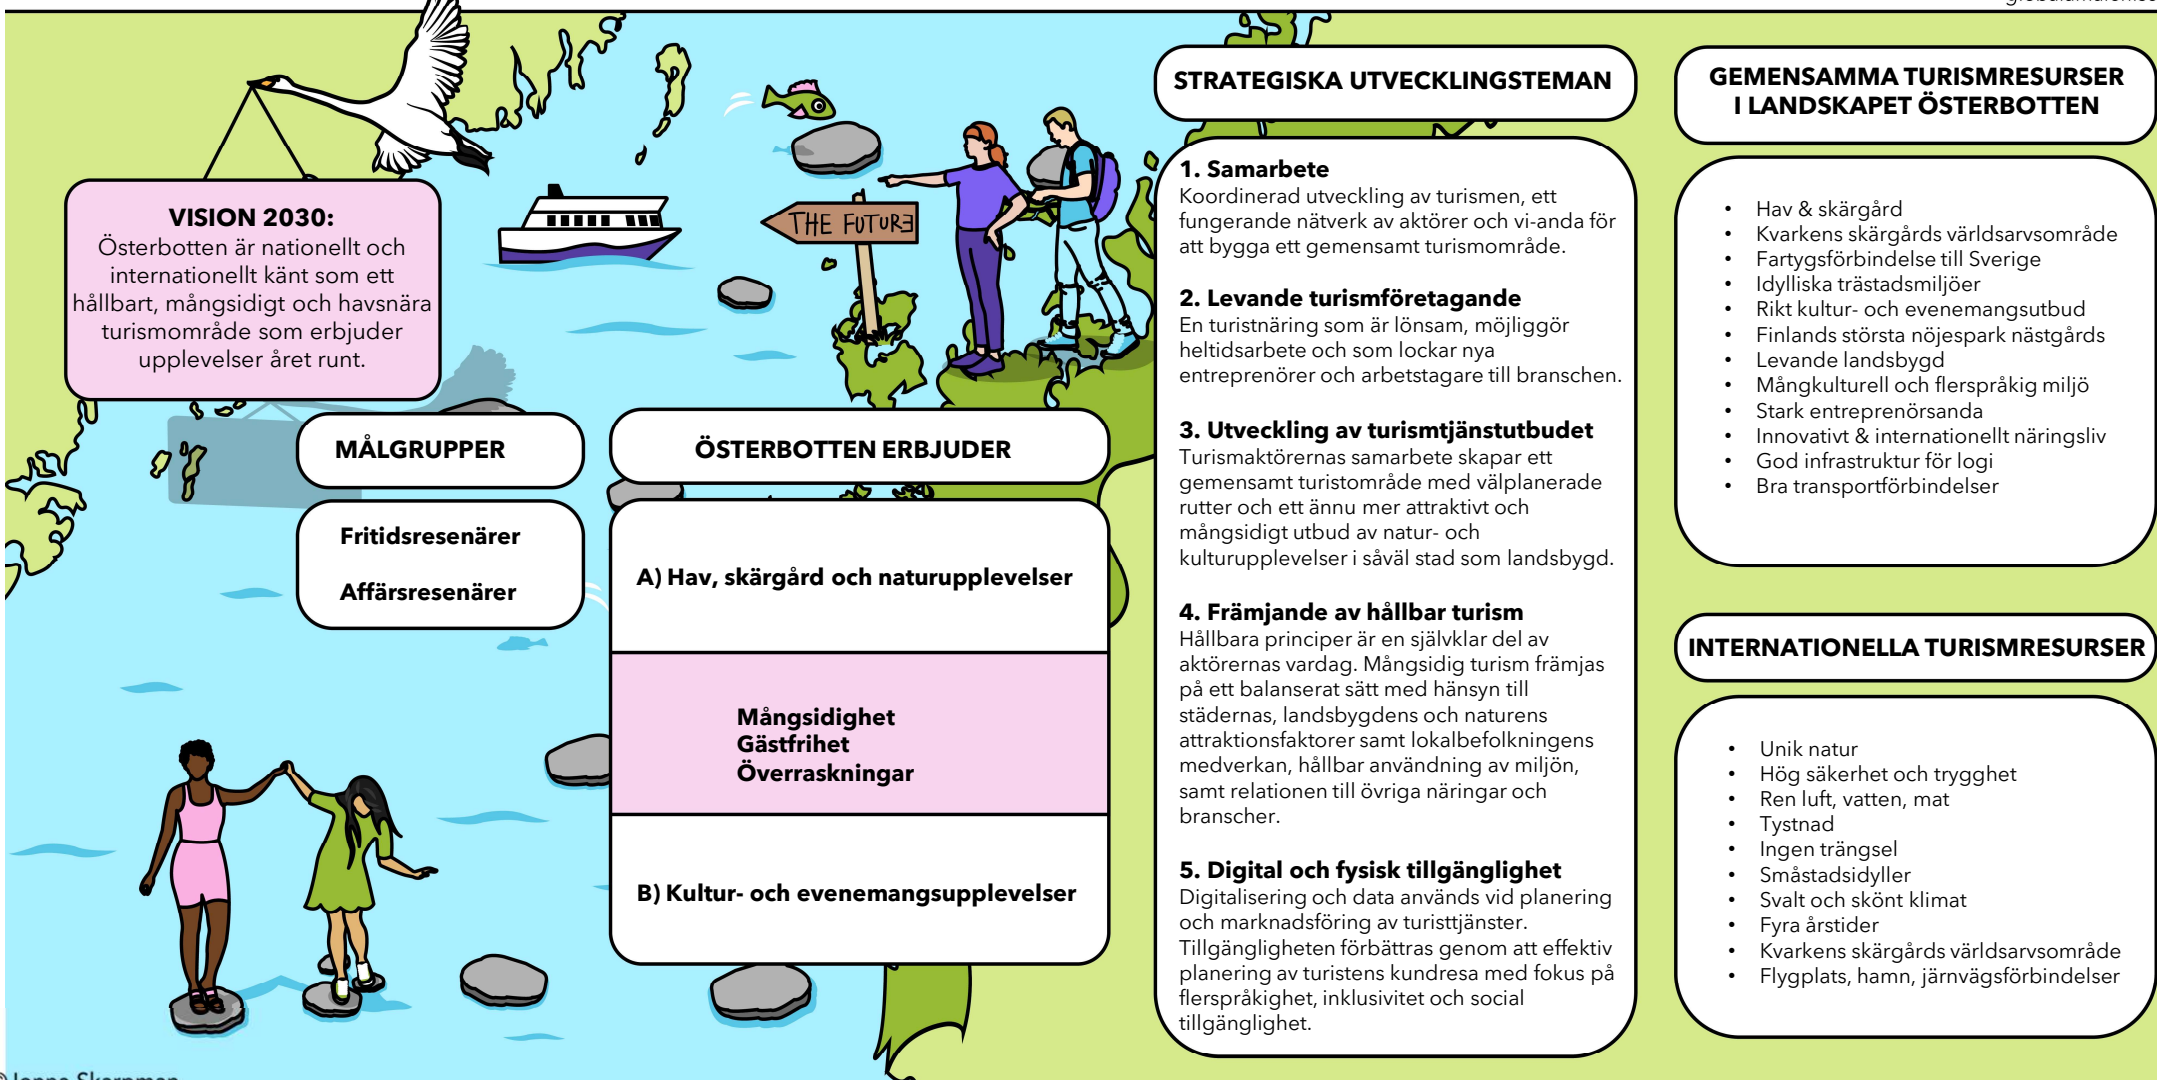 VISION 2030:
Österbotten är nationellt och
internationellt känt som ett
hållbart, mångsidigt och havsnära
turismområde som erbjuder
upplevelser året runt.
THE FUTURE
MÅLGRUPPER
Fritidsresenärer
Affärsresenärer
ÖSTERBOTTEN ERBJUDER
A) Hav, skärgård och naturupplevelser
Mångsidighet
Gästfrihet
Överraskningar
B) Kultur- och evenemangsupplevelser
STRATEGISKA UTVECKLINGSTEMAN
1. Samarbete
Koordinerad utveckling av turismen, ett
fungerande nätverk av aktörer och vi-anda för
att bygga ett gemensamt turismområde.
2. Levande turismföretagande
En turistnäring som är lönsam, möjliggör
heltidsarbete och som lockar nya
entreprenörer och arbetstagare till branschen.
3. Utveckling av turismtjänstutbudet
Turismaktörernas samarbete skapar ett
gemensamt turistområde med välplanerade
rutter och ett ännu mer attraktivt och
mångsidigt utbud av natur- och
kulturupplevelser i såväl stad som landsbygd.
4. Främjande av hållbar turism
Hållbara principer är en självklar del av
aktörernas vardag. Mångsidig turism främjas
på ett balanserat sätt med hänsyn till
städernas, landsbygdens och naturens
attraktionsfaktorer samt lokalbefolkningens
medverkan, hållbar användning av miljön,
samt relationen till övriga näringar och
branscher.
5. Digital och fysisk tillgänglighet
Digitalisering och data används vid planering
och marknadsföring av turisttjänster.
Tillgängligheten förbättras genom att effektiv
planering av turistens kundresa med fokus på
flerspråkighet, inklusivitet och social
tillgänglighet.
GEMENSAMMA TURISMRESURSER
I LANDSKAPET ÖSTERBOTTEN
• Hav & skärgård
• Kvarkens skärgårds världsarvsområde
• Fartygsförbindelse till Sverige
• Idylliska trästadsmiljöer
• Rikt kultur- och evenemangsutbud
• Finlands största nöjespark nästgårds
• Levande landsbygd
• Mångkulturell och flerspråkig miljö
• Stark entreprenörsanda
• Innovativt & internationellt näringsliv
• God infrastruktur för logi
• Bra transportförbindelser
INTERNATIONELLA TURISMRESURSER
• Unik natur
• Hög säkerhet och trygghet
• Ren luft, vatten, mat
• Tystnad
• Ingen trängsel
• Småstadsidyller
• Svalt och skönt klimat
• Fyra årstider
• Kvarkens skärgårds världsarvsområde
• Flygplats, hamn, järnvägsförbindelser